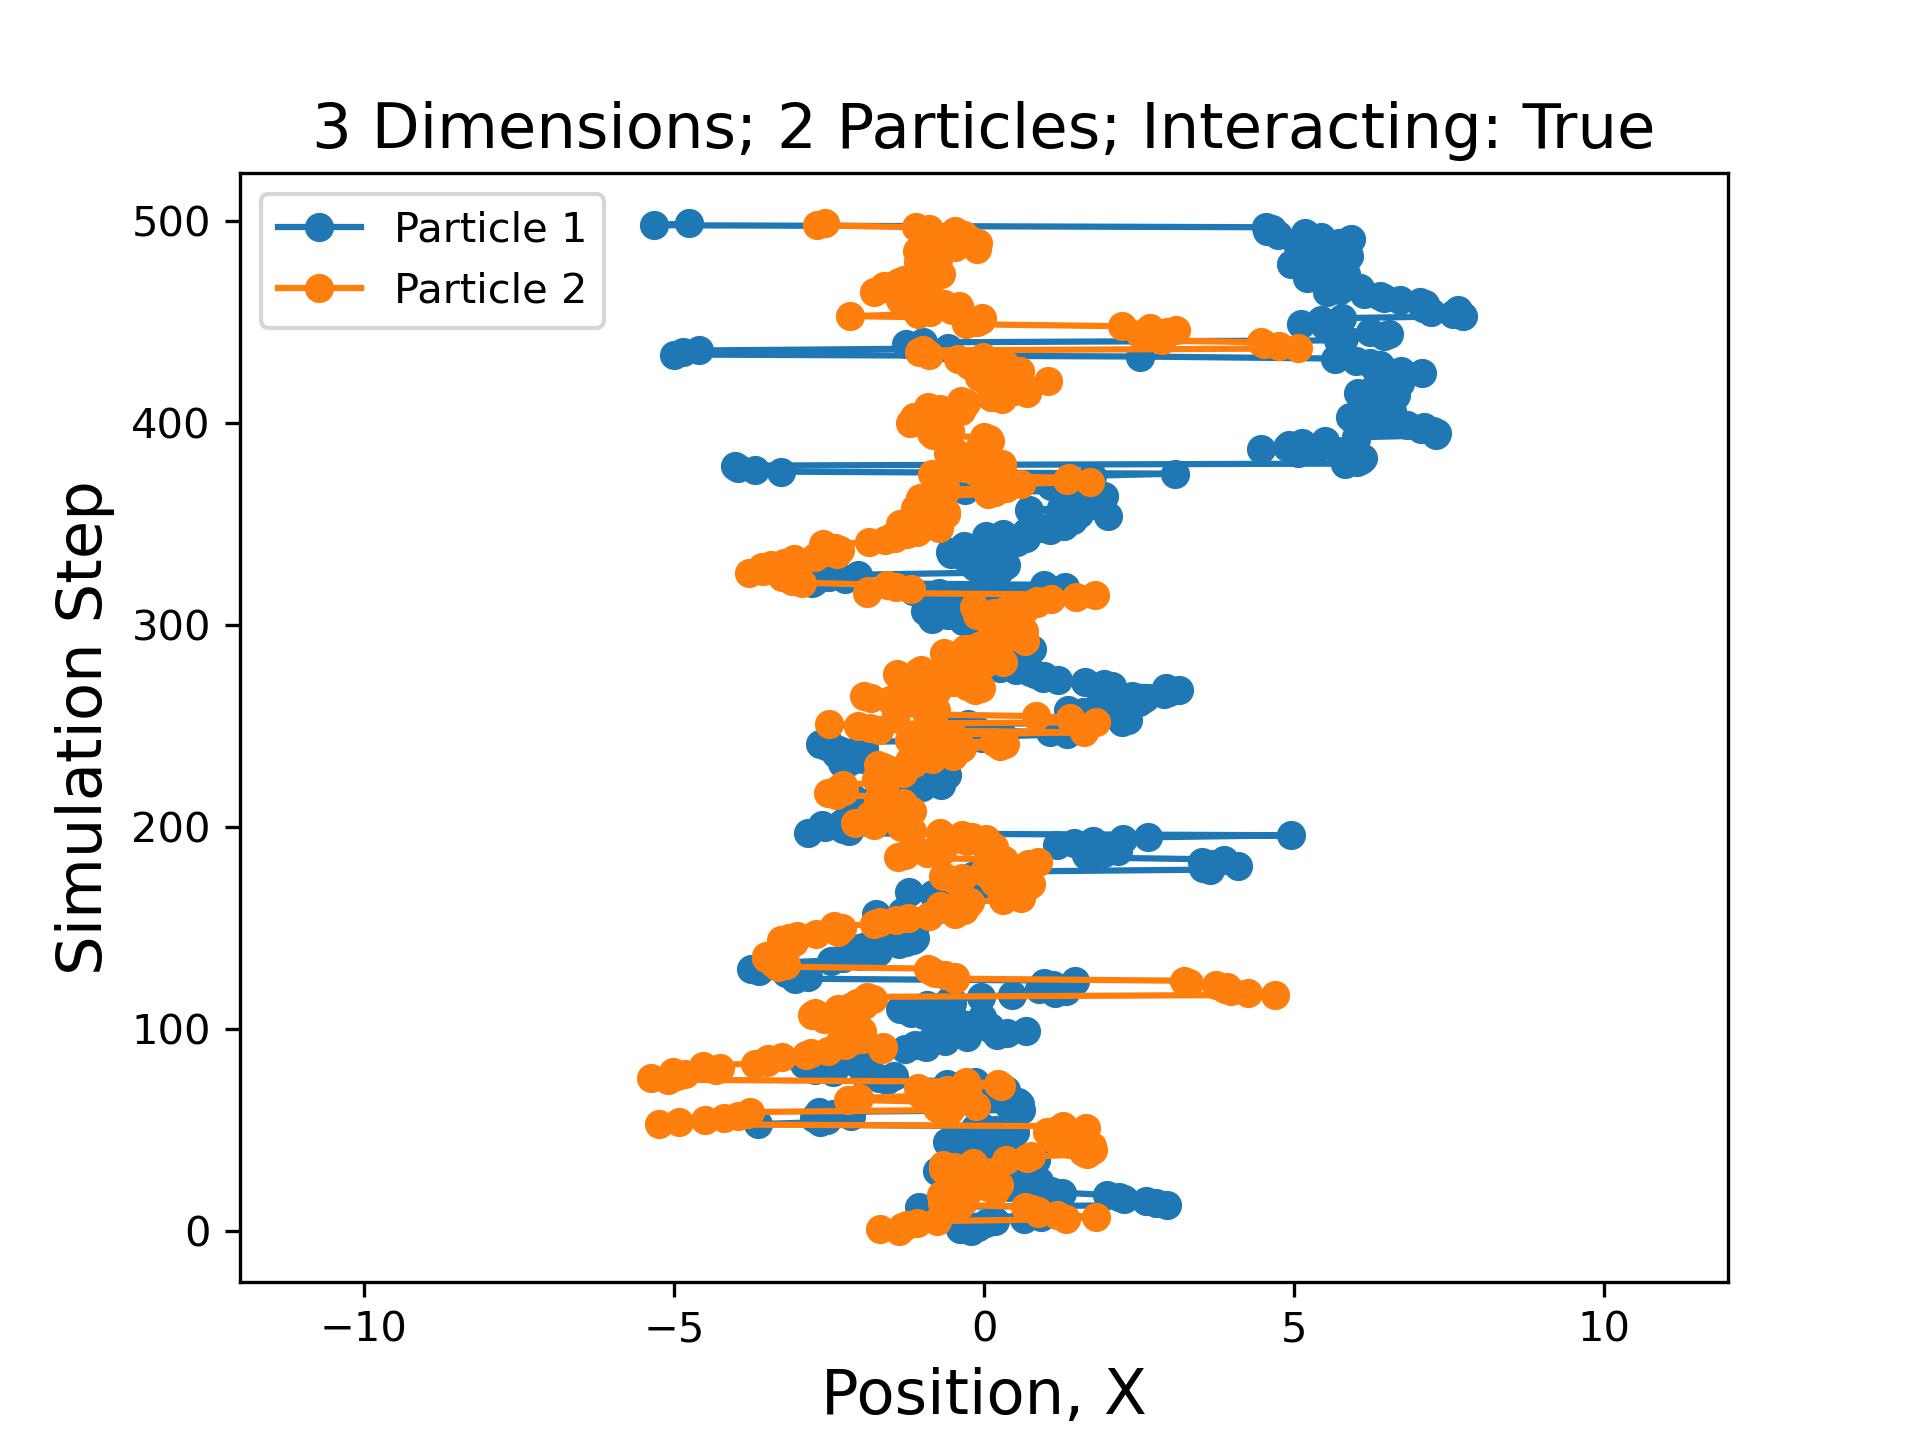 3 Dimensions; 2 Particles; Interacting: True
Particle 1
Particle 2
500
400
300
200
100
0
Simulation Step
−10
−5
0
5
10
Position, X